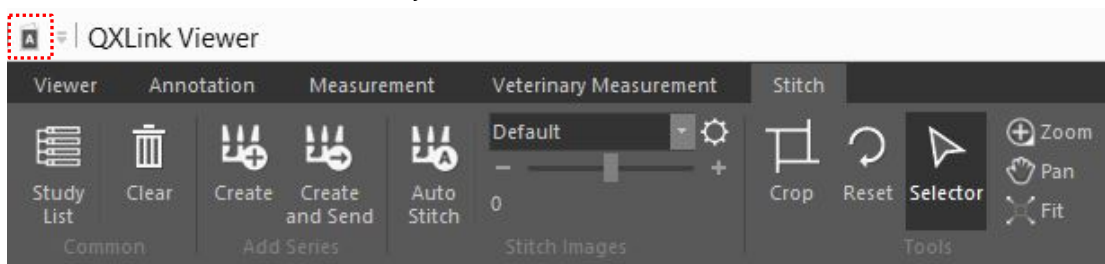 A QXLink Viewer
Viewer Annotation Measurement Veterinary Measurement Stitch
Study List
Clear
Create
Create and Send
A
Auto Stitch
Default
- +
0
Crop
Reset
Selector
Zoom
Pan
Fit
Common Add Series Stitch Images Tools